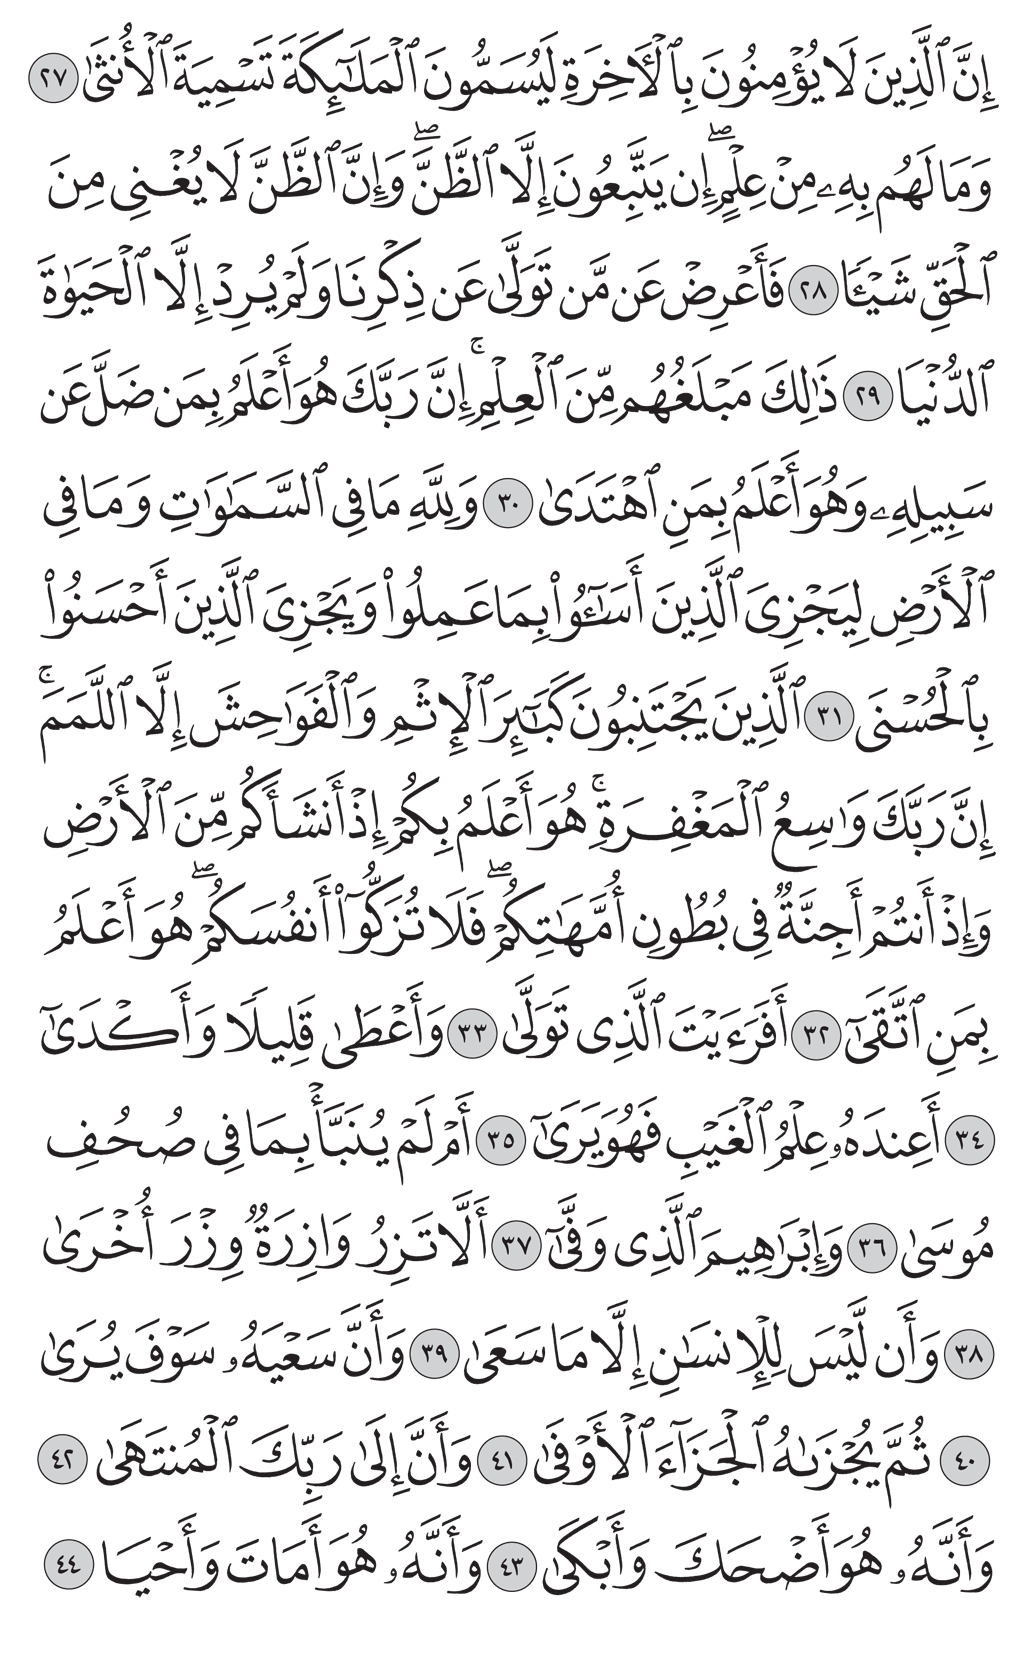 إِنَّ ٱلَّذِينَ لَا يُؤْمِنُونَ بِٱلْأٓخِرَةِ لَيُسَمُّونَ ٱلْمَلَٰٓئِكَةَ تَسْمِيَةَ ٱلْأُنثَىٰ ٢٧
وَمَا لَهُم بِهِۦ مِنْ عِلْمٍۖ إِن يَتَّبِعُونَ إِلَّا ٱلظَّنَّۖ وَإِنَّ ٱلظَّنَّ لَا يُغْنِى مِنَ
ٱلْحَقِّ شَيْـًٔا ٢٨ فَأَعْرِضْ عَن مَّن تَوَلَّىٰ عَن ذِكْرِنَا وَلَمْ يُرِدْ إِلَّا ٱلْحَيَوٰةَ
ٱلدُّنْيَا ٢٩ ذَٰلِكَ مَبْلَغُهُم مِّنَ ٱلْعِلْمِۚ إِنَّ رَبَّكَ هُوَ أَعْلَمُ بِمَن ضَلَّ عَن
سَبِيلِهِۦ وَهُوَ أَعْلَمُ بِمَنِ ٱهْتَدَىٰ ٣٠ وَلِلَّهِ مَا فِى ٱلسَّمَٰوَٰتِ وَمَا فِى
ٱلْأَرْضِ لِيَجْزِىَ ٱلَّذِينَ أَسَٰٓـُٔوا۟ بِمَا عَمِلُوا۟ وَيَجْزِىَ ٱلَّذِينَ أَحْسَنُوا۟
بِٱلْحُسْنَى ٣١ ٱلَّذِينَ يَجْتَنِبُونَ كَبَٰٓئِرَ ٱلْإِثْمِ وَٱلْفَوَٰحِشَ إِلَّا ٱللَّمَمَۚ
إِنَّ رَبَّكَ وَٰسِعُ ٱلْمَغْفِرَةِۚ هُوَ أَعْلَمُ بِكُمْ إِذْ أَنشَأَكُم مِّنَ ٱلْأَرْضِ
وَإِذْ أَنتُمْ أَجِنَّةٌ فِى بُطُونِ أُمَّهَٰتِكُمْۖ فَلَا تُزَكُّوٓا۟ أَنفُسَكُمْۖ هُوَ أَعْلَمُ
بِمَنِ ٱتَّقَىٰٓ ٣٢ أَفَرَءَيْتَ ٱلَّذِى تَوَلَّىٰ ٣٣ وَأَعْطَىٰ قَلِيلًا وَأَكْدَىٰٓ
٣٤ أَعِندَهُۥ عِلْمُ ٱلْغَيْبِ فَهُوَ يَرَىٰٓ ٣٥ أَمْ لَمْ يُنَبَّأْ بِمَا فِى صُحُفِ
مُوسَىٰ ٣٦ وَإِبْرَٰهِيمَ ٱلَّذِى وَفَّىٰٓ ٣٧ أَلَّا تَزِرُ وَازِرَةٌ وِزْرَ أُخْرَىٰ
٣٨ وَأَن لَّيْسَ لِلْإِنسَٰنِ إِلَّا مَا سَعَىٰ ٣٩ وَأَنَّ سَعْيَهُۥ سَوْفَ يُرَىٰ
٤٠ ثُمَّ يُجْزَىٰهُ ٱلْجَزَآءَ ٱلْأَوْفَىٰ ٤١ وَأَنَّ إِلَىٰ رَبِّكَ ٱلْمُنتَهَىٰ ٤٢
وَأَنَّهُۥ هُوَ أَضْحَكَ وَأَبْكَىٰ ٤٣ وَأَنَّهُۥ هُوَ أَمَاتَ وَأَحْيَا ٤٤